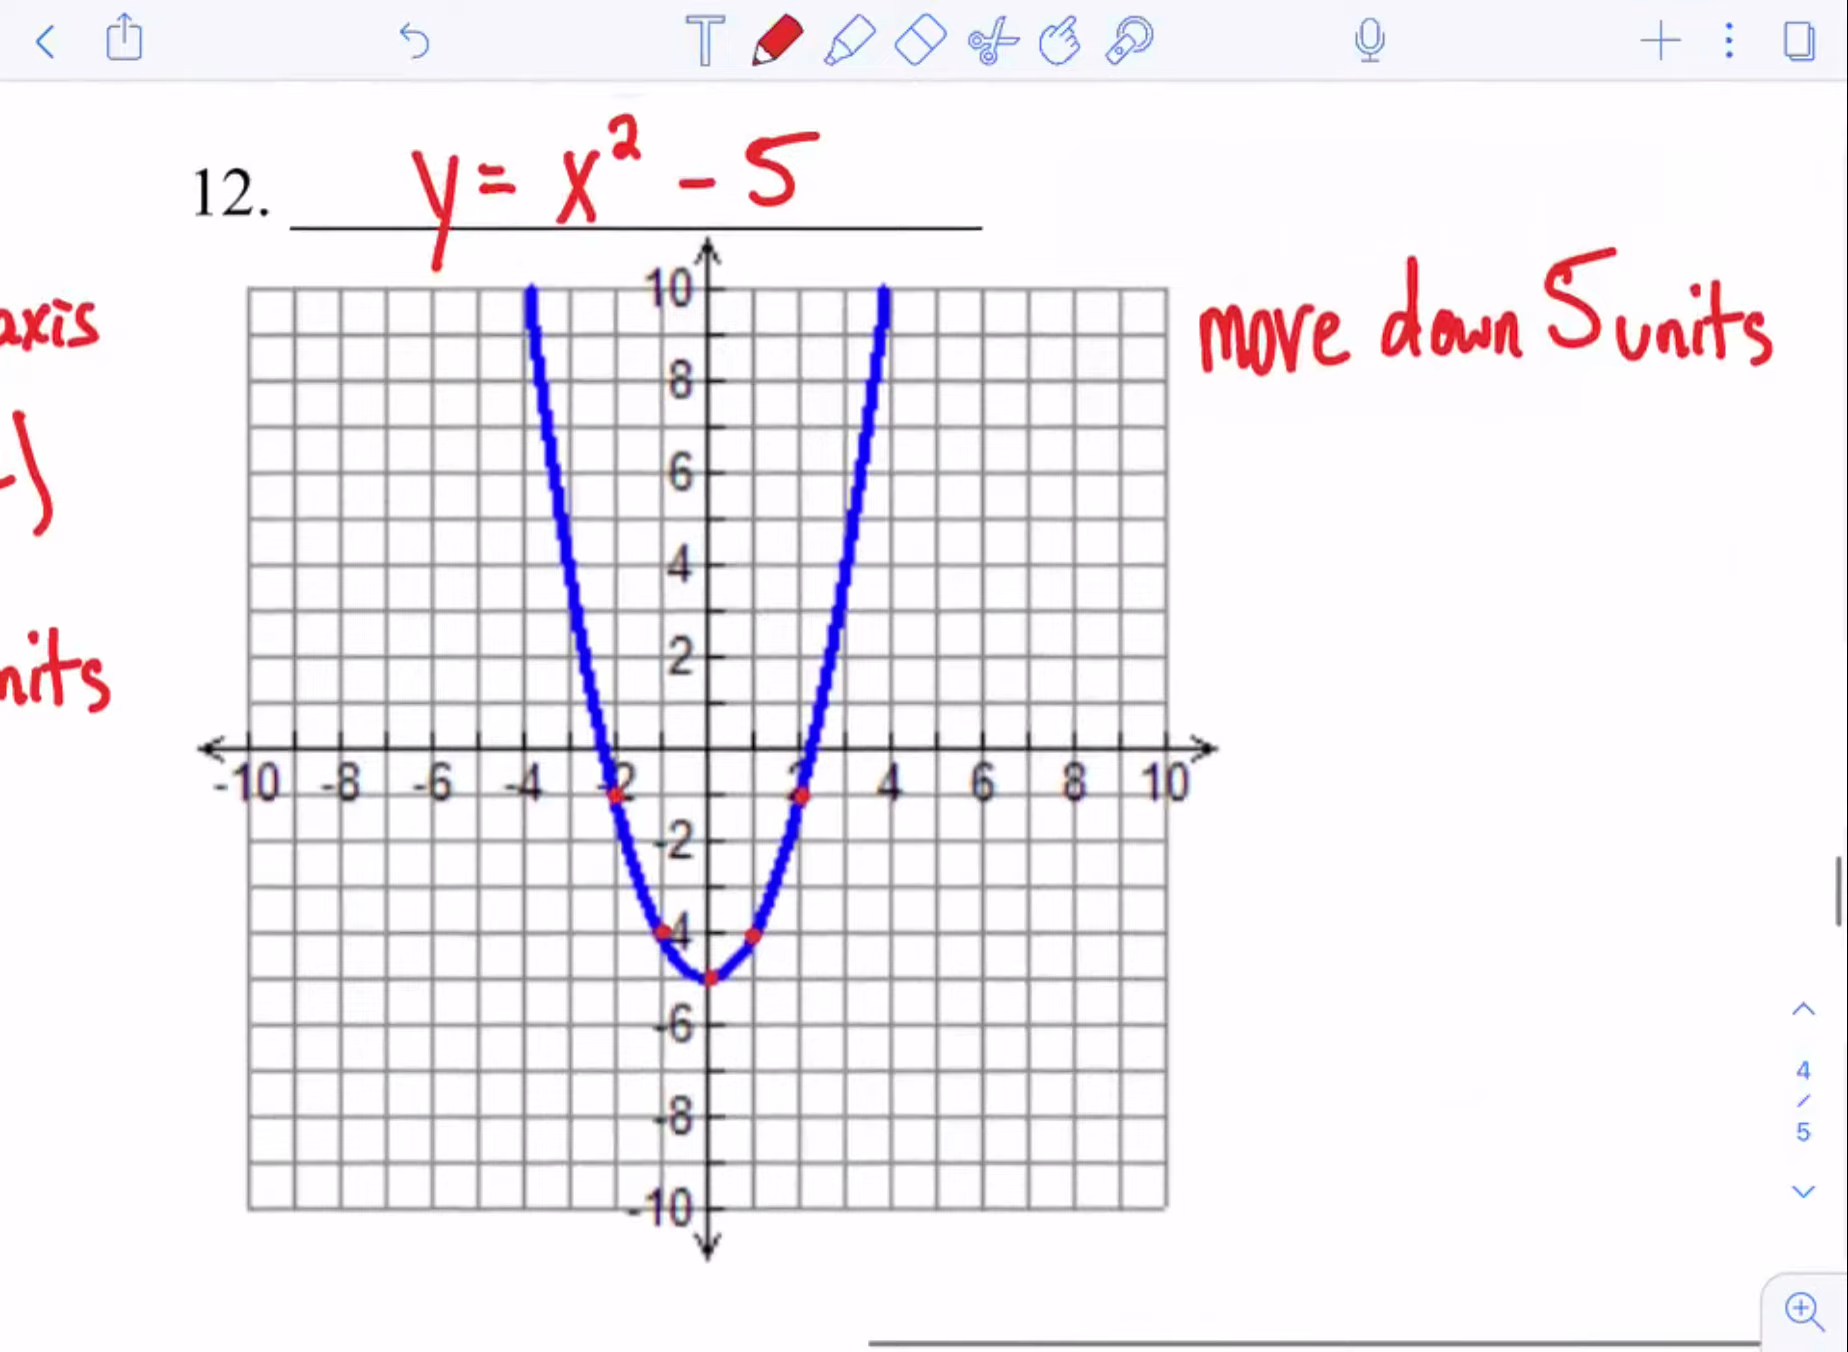 12. y = x² - 5
axis
move down 5 units
nits
10
8
6
4
2
-10 -8 -6 -4 -2 2 4 6 8 10
-2
-4
-6
-8
-10
4
/
5